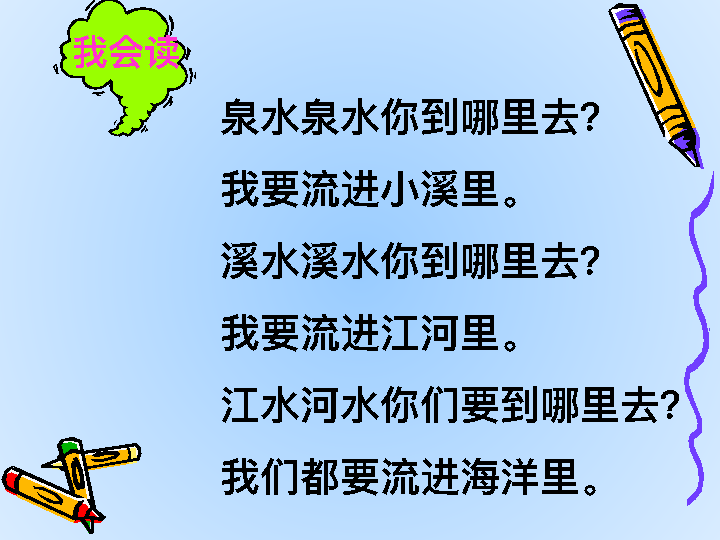 我会读
泉水泉水你到哪里去?
我要流进小溪里。
溪水溪水你到哪里去?
我要流进江河里。
江水河水你们要到哪里去?
我们都要流进海洋里。